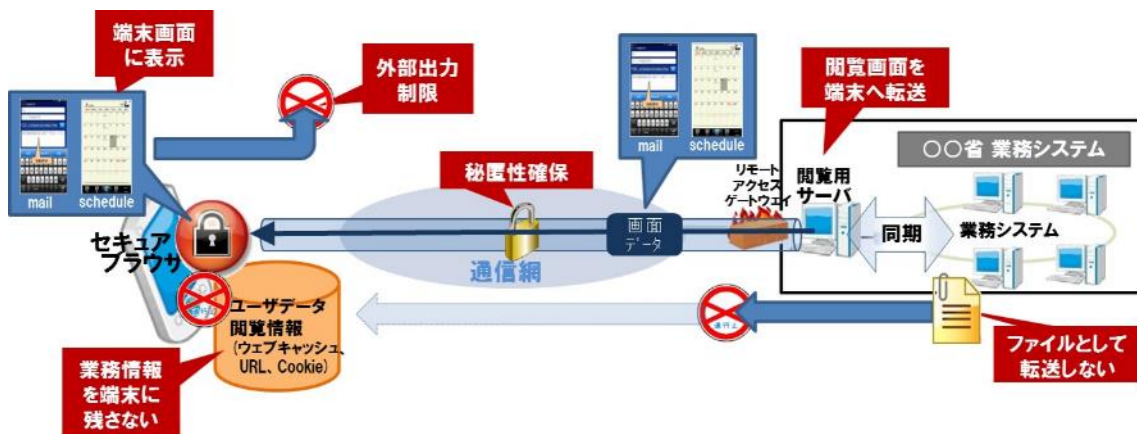 端末画面
に表示
mail
schedule
外部出力
制限
mail
schedule
閲覧画面を
端末へ転送
〇〇省 業務システム
秘匿性確保
リモート
アクセス
ゲートウェイ
閲覧用
サーバ
画面
データ
同期
業務システム
セキュア
ブラウザ
通信網
ユーザデータ
閲覧情報
(ウェブキャッシュ、
URL、Cookie)
業務情報
を端末に
残さない
ファイルとして
転送しない